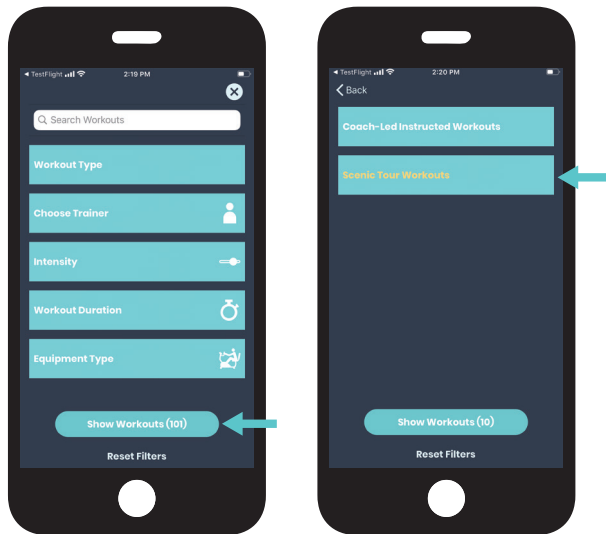 TestFlight 2:19 PM
Search Workouts
Workout Type
Choose Trainer
Intensity
Workout Duration
Equipment Type
Show Workouts (101)
Reset Filters
TestFlight 2:20 PM
Back
Coach-Led Instructed Workouts
Scenic Tour Workouts
Show Workouts (10)
Reset Filters